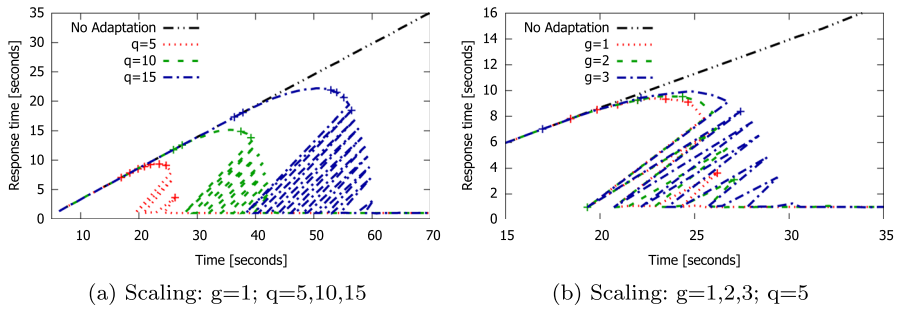 35
30
25
20
15
10
5
0
Response time [seconds]
No Adaptation
q=5
q=10
q=15
5 10 20 30 40 50 60 70
Time [seconds]
(a) Scaling: g=1; q=5,10,15
16
14
12
10
8
6
4
2
0
Response time [seconds]
No Adaptation
g=1
g=2
g=3
15 20 25 30 35
Time [seconds]
(b) Scaling: g=1,2,3; q=5